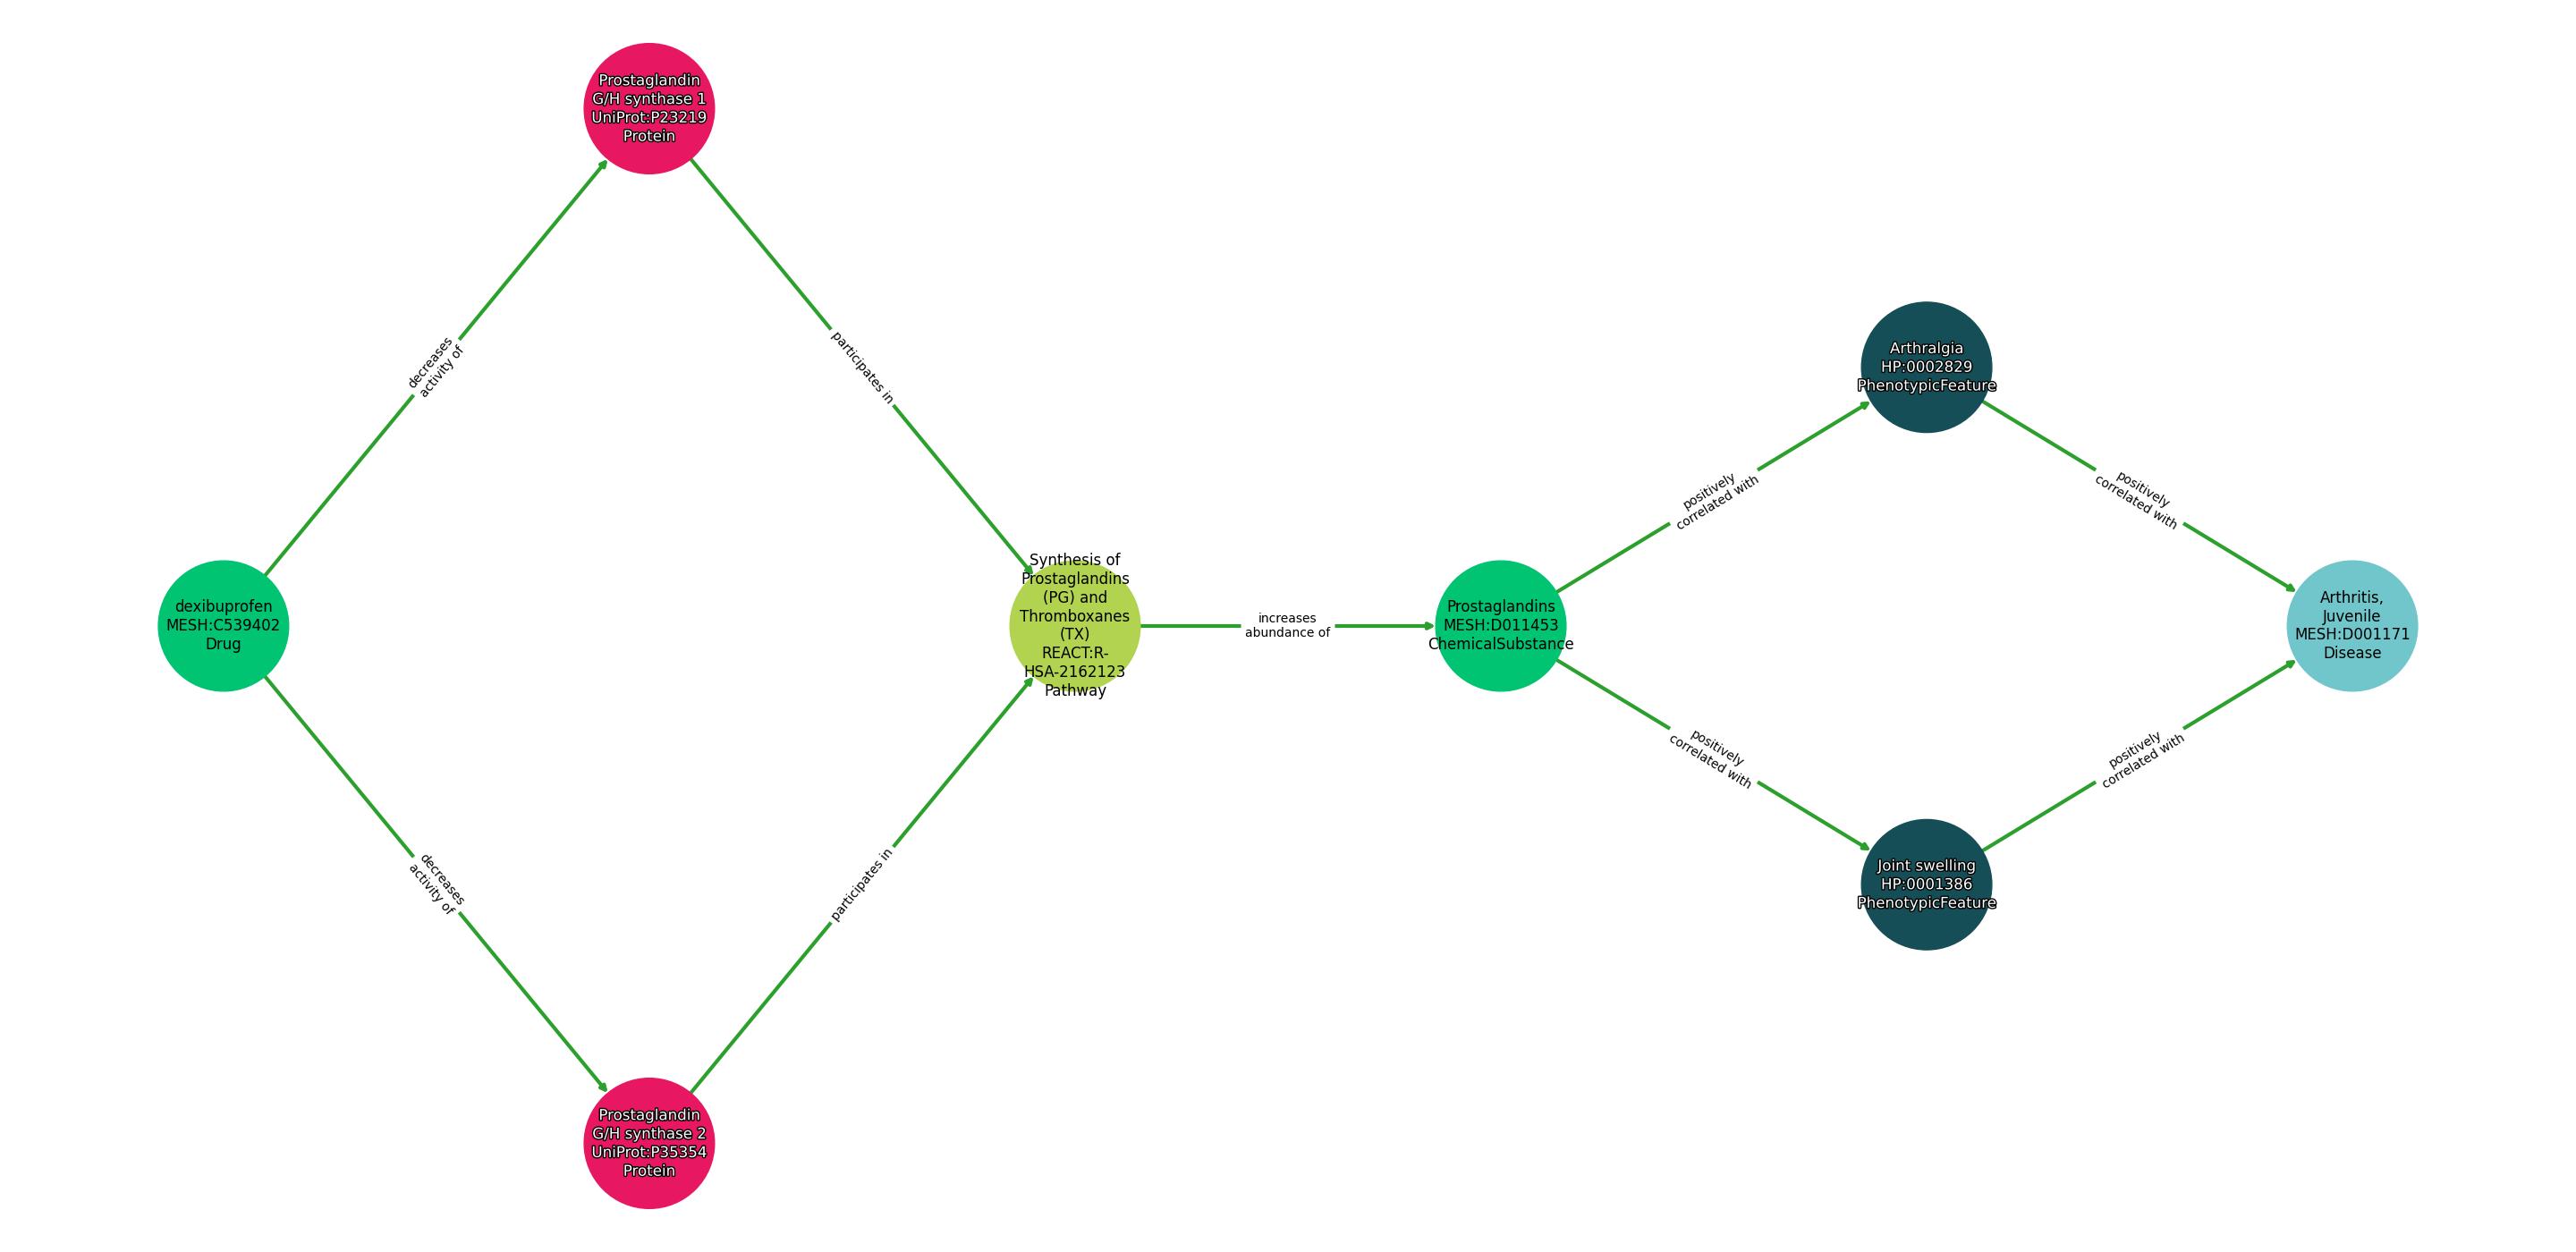 Prostaglandin
G/H synthase 1
UniProt:P23219
Protein
decreases
activity of
participates in
dexibuprofen
MESH:C539402
Drug
Synthesis of
Prostaglandins
(PG) and
Thromboxanes
(TX)
REACT:R-
HSA-2162123
Pathway
increases
abundance of
Prostaglandins
MESH:D011453
ChemicalSubstance
positively
correlated with
Arthralgia
HP:0002829
PhenotypicFeature
positively
correlated with
Arthritis,
Juvenile
MESH:D001171
Disease
positively
correlated with
Joint swelling
HP:0001386
PhenotypicFeature
positively
correlated with
decreases
activity of
participates in
Prostaglandin
G/H synthase 2
UniProt:P35354
Protein